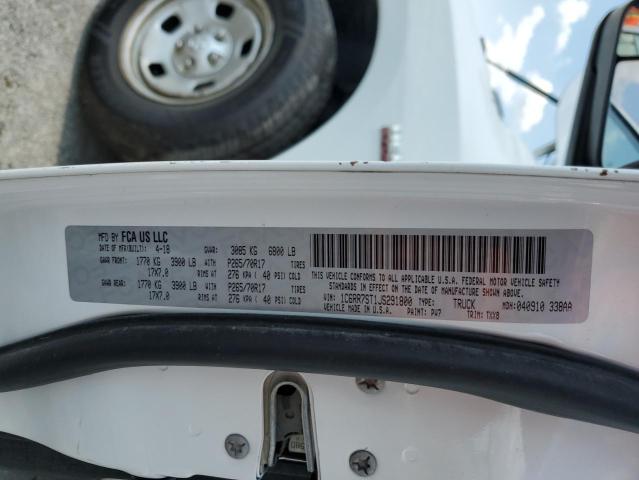 MFD BY FCA US LLC
DATE OF MFR(BUILT): 4-18 GVWR: 3085 KG 6800 LB
GAWR FRONT: 1770 KG 3900 LB WITH P265/70R17 TIRES
17X7.0 RIMS AT 276 KPA( 40 PSI) COLD
GAWR REAR: 1770 KG 3900 LB WITH P265/70R17 TIRES
17X7.0 RIMS AT 276 KPA( 40 PSI) COLD
THIS VEHICLE CONFORMS TO ALL APPLICABLE U.S.A. FEDERAL MOTOR VEHICLE SAFETY
STANDARDS IN EFFECT ON THE DATE OF MANUFACTURE SHOWN ABOVE.
VIN: 1C6RR7ST1JS291800 TYPE: TRUCK MDH: 040910 338AA
VEHICLE MADE IN U.S.A. PAINT: PW7 TRIM: TXX8